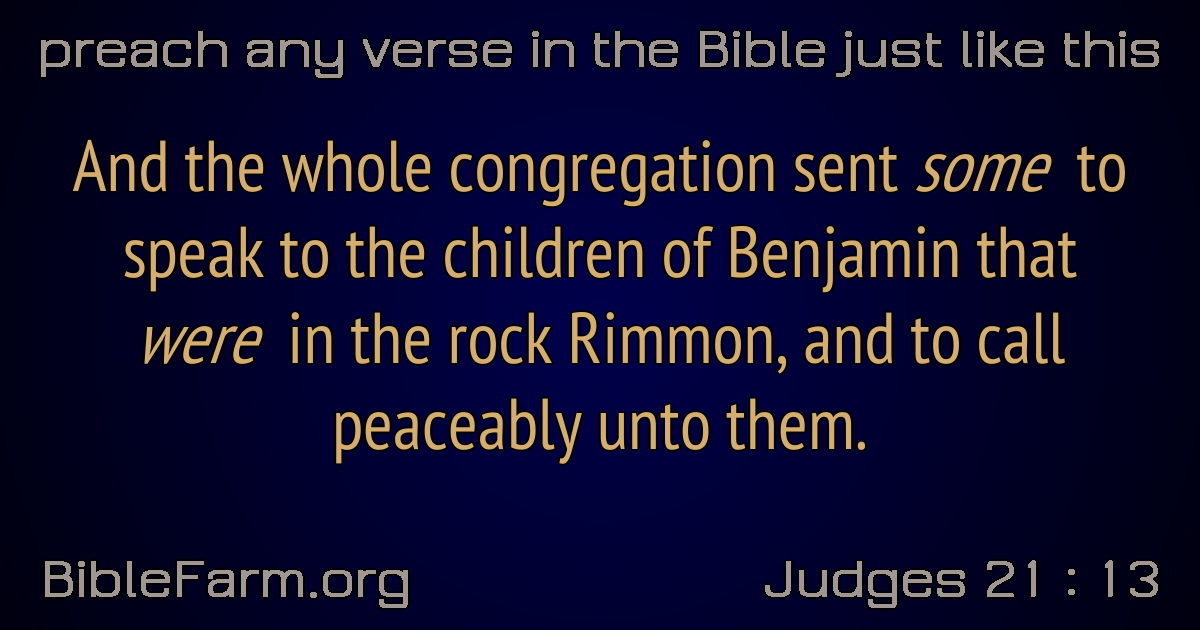 preach any verse in the Bible just like this
And the whole congregation sent some to
speak to the children of Benjamin that
were in the rock Rimmon, and to call
peaceably unto them.
BibleFarm.org
Judges 21 : 13